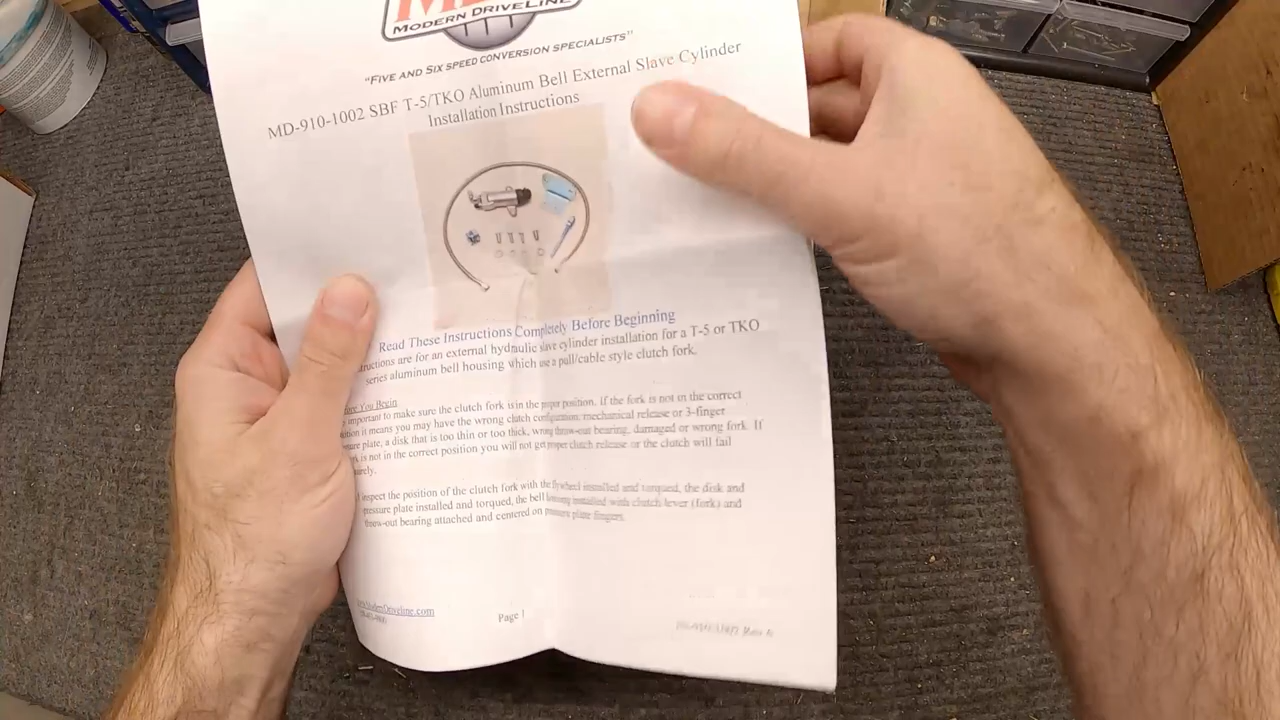 MODERN DRIVELINE
"FIVE AND SIX SPEED CONVERSION SPECIALISTS"
MD-910-1002 SBF T-5/TKO Aluminum Bell External Slave Cylinder
Installation Instructions
Read These Instructions Completely Before Beginning
tructions are for an external hydraulic slave cylinder installation for a T-5 or TKO
series aluminum bell housing which use a pull/cable style clutch fork.
You Begin
important to make sure the clutch fork is in the proper position. If the fork is not in the correct
it means you may have the wrong clutch configuration, mechanical release or 3-finger
plate, a disk that is too thin or too thick, wrong throw-out bearing, damaged or wrong fork. If
is not in the correct position you will not get proper clutch release or the clutch will fail
inspect the position of the clutch fork with the flywheel installed and torqued, the disk and
pressure plate installed and torqued, the bell housing installed with clutch lever (fork) and
throw-out bearing attached and centered on pressure plate fingers.
Driveline.com
Page 1